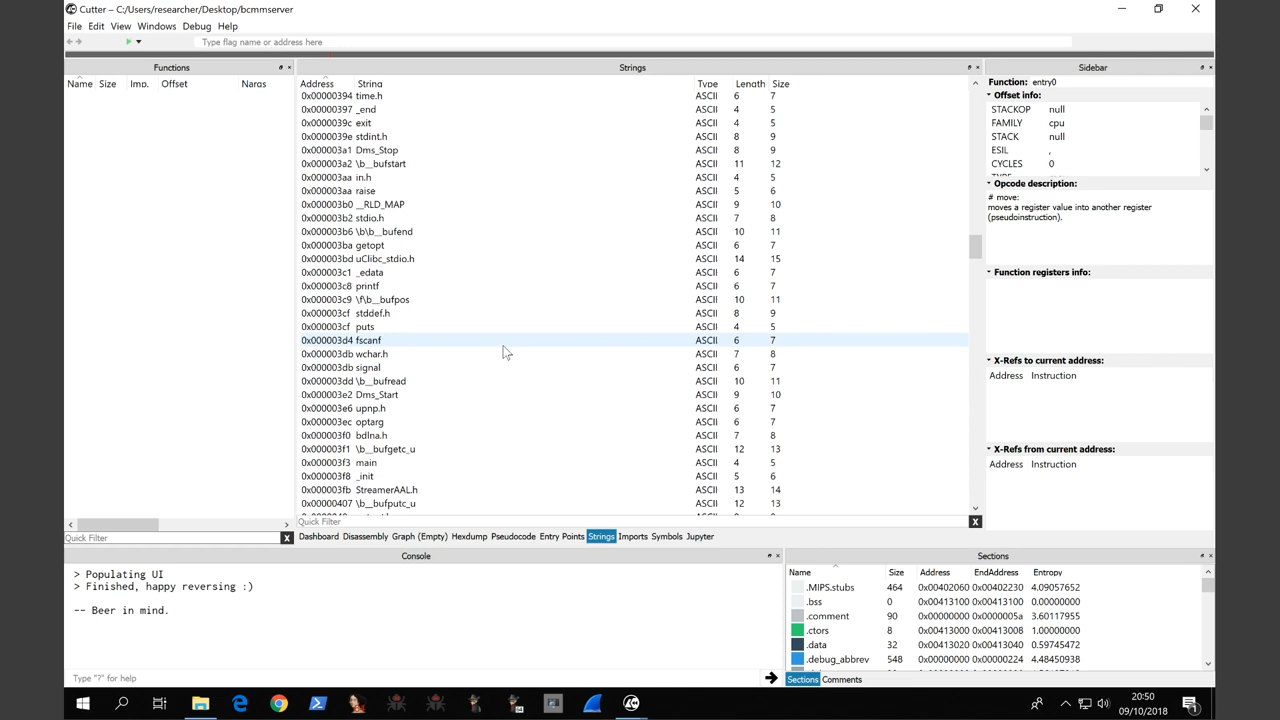 Cutter – C:/Users/researcher/Desktop/bcmmserver
File Edit View Windows Debug Help
Type flag name or address here
Functions
Name Size Imp. Offset Nargs
Quick Filter X
Strings
Address String Type Length Size
0x00000394 time.h ASCII 6 7
0x00000397 _end ASCII 4 5
0x0000039c exit ASCII 4 5
0x0000039e stdint.h ASCII 8 9
0x000003a1 Dms_Stop ASCII 8 9
0x000003a2 \b__bufstart ASCII 11 12
0x000003aa in.h ASCII 4 5
0x000003aa raise ASCII 5 6
0x000003b0 __RLD_MAP ASCII 9 10
0x000003b2 stdio.h ASCII 7 8
0x000003b6 \b\b__bufend ASCII 10 11
0x000003ba getopt ASCII 6 7
0x000003bd uClibc_stdio.h ASCII 14 15
0x000003c1 _edata ASCII 6 7
0x000003c8 printf ASCII 6 7
0x000003c9 \f\b__bufpos ASCII 10 11
0x000003cf stddef.h ASCII 8 9
0x000003cf puts ASCII 4 5
0x000003d4 fscanf ASCII 6 7
0x000003db wchar.h ASCII 7 8
0x000003db signal ASCII 6 7
0x000003dd \b__bufread ASCII 10 11
0x000003e2 Dms_Start ASCII 9 10
0x000003e6 upnp.h ASCII 6 7
0x000003ec optarg ASCII 6 7
0x000003f0 bdlna.h ASCII 7 8
0x000003f1 \b__bufgetc_u ASCII 12 13
0x000003f3 main ASCII 4 5
0x000003f8 _init ASCII 5 6
0x000003fb StreamerAAL.h ASCII 13 14
0x00000407 \b__bufputc_u ASCII 12 13
Quick Filter X
Dashboard Disassembly Graph (Empty) Hexdump Pseudocode Entry Points Strings Imports Symbols Jupyter
Sidebar
Function: entry0
Offset info:
STACKOP null
FAMILY cpu
STACK null
ESIL ,
CYCLES 0
Opcode description:
# move:
moves a register value into another register
(pseudoinstruction).
Function registers info:
X-Refs to current address:
Address Instruction
X-Refs from current address:
Address Instruction
Console
> Populating UI
> Finished, happy reversing :)
-- Beer in mind.
Type "?" for help
Sections
Name Size Address EndAddress Entropy
.MIPS.stubs 464 0x00402060 0x00402230 4.09057652
.bss 0 0x00413100 0x00413100 0.00000000
.comment 90 0x00000000 0x0000005a 3.60117955
.ctors 8 0x00413000 0x00413008 1.00000000
.data 32 0x00413020 0x00413040 0.59745472
.debug_abbrev 548 0x00000000 0x00000224 4.48450938
Sections Comments
20:50
09/10/2018
1